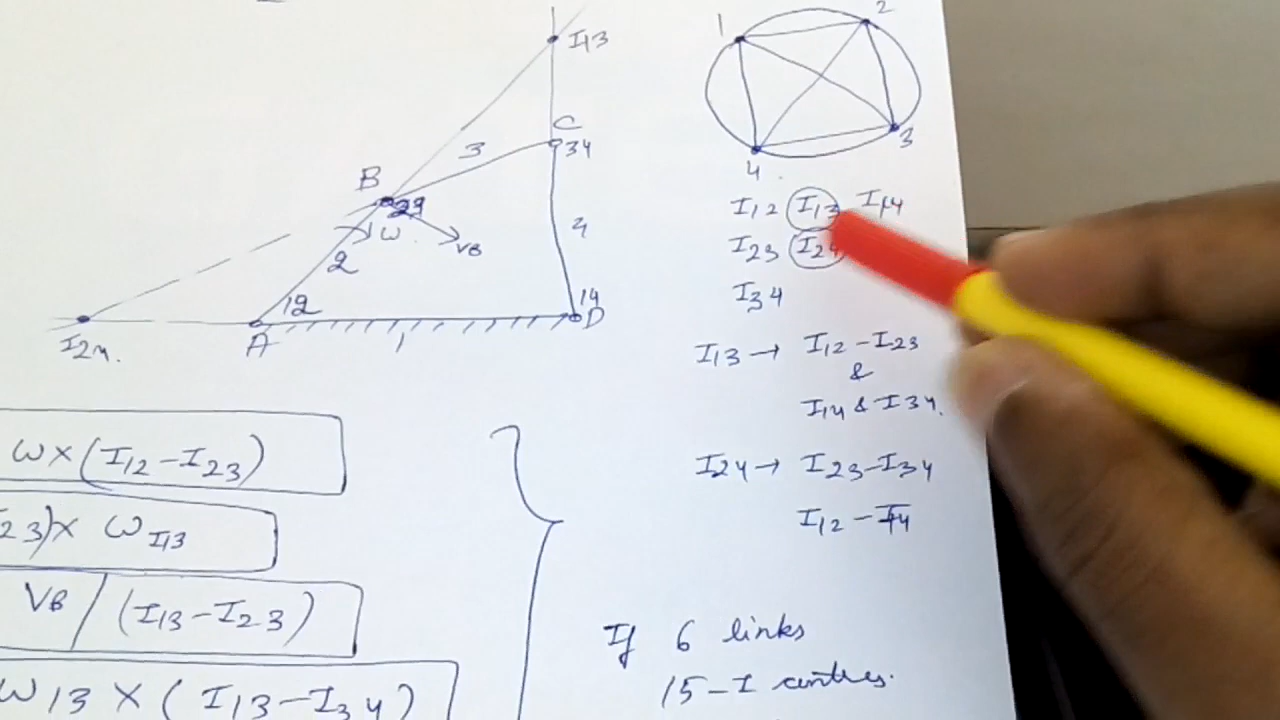 I13
C
34
3
B
23
ω
VB
2
4
12
14
I24.
A
1
D
1
2
3
4
I12 I13 I14
I23 I24
I34
I13 → I12 - I23
&
I14 & I34.
I24 → I23 - I34
I12 - I14
ω x (I12 - I23)
23) x ωI13
VB / (I13 - I23)
ω13 x ( I13 - I34)
If 6 links
15 - I centres.